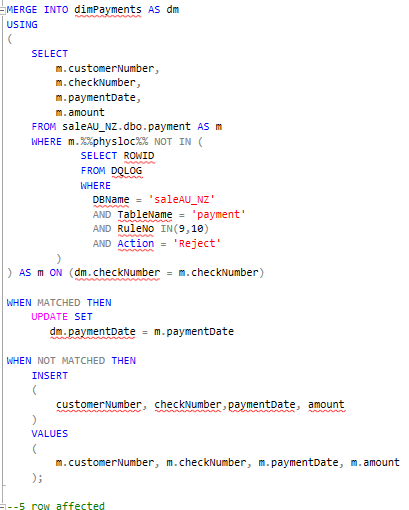 MERGE INTO dimPayments AS dm
USING
(
SELECT
m.customerNumber,
m.checkNumber,
m.paymentDate,
m.amount
FROM saleAU_NZ.dbo.payment AS m
WHERE m.%%physloc%% NOT IN (
SELECT ROWID
FROM DQLOG
WHERE
DBName = 'saleAU_NZ'
AND TableName = 'payment'
AND RuleNo IN(9,10)
AND Action = 'Reject'
)
) AS m ON (dm.checkNumber = m.checkNumber)
WHEN MATCHED THEN
UPDATE SET
dm.paymentDate = m.paymentDate
WHEN NOT MATCHED THEN
INSERT
(
customerNumber, checkNumber,paymentDate, amount
)
VALUES
(
m.customerNumber, m.checkNumber, m.paymentDate, m.amount
);
--5 row affected